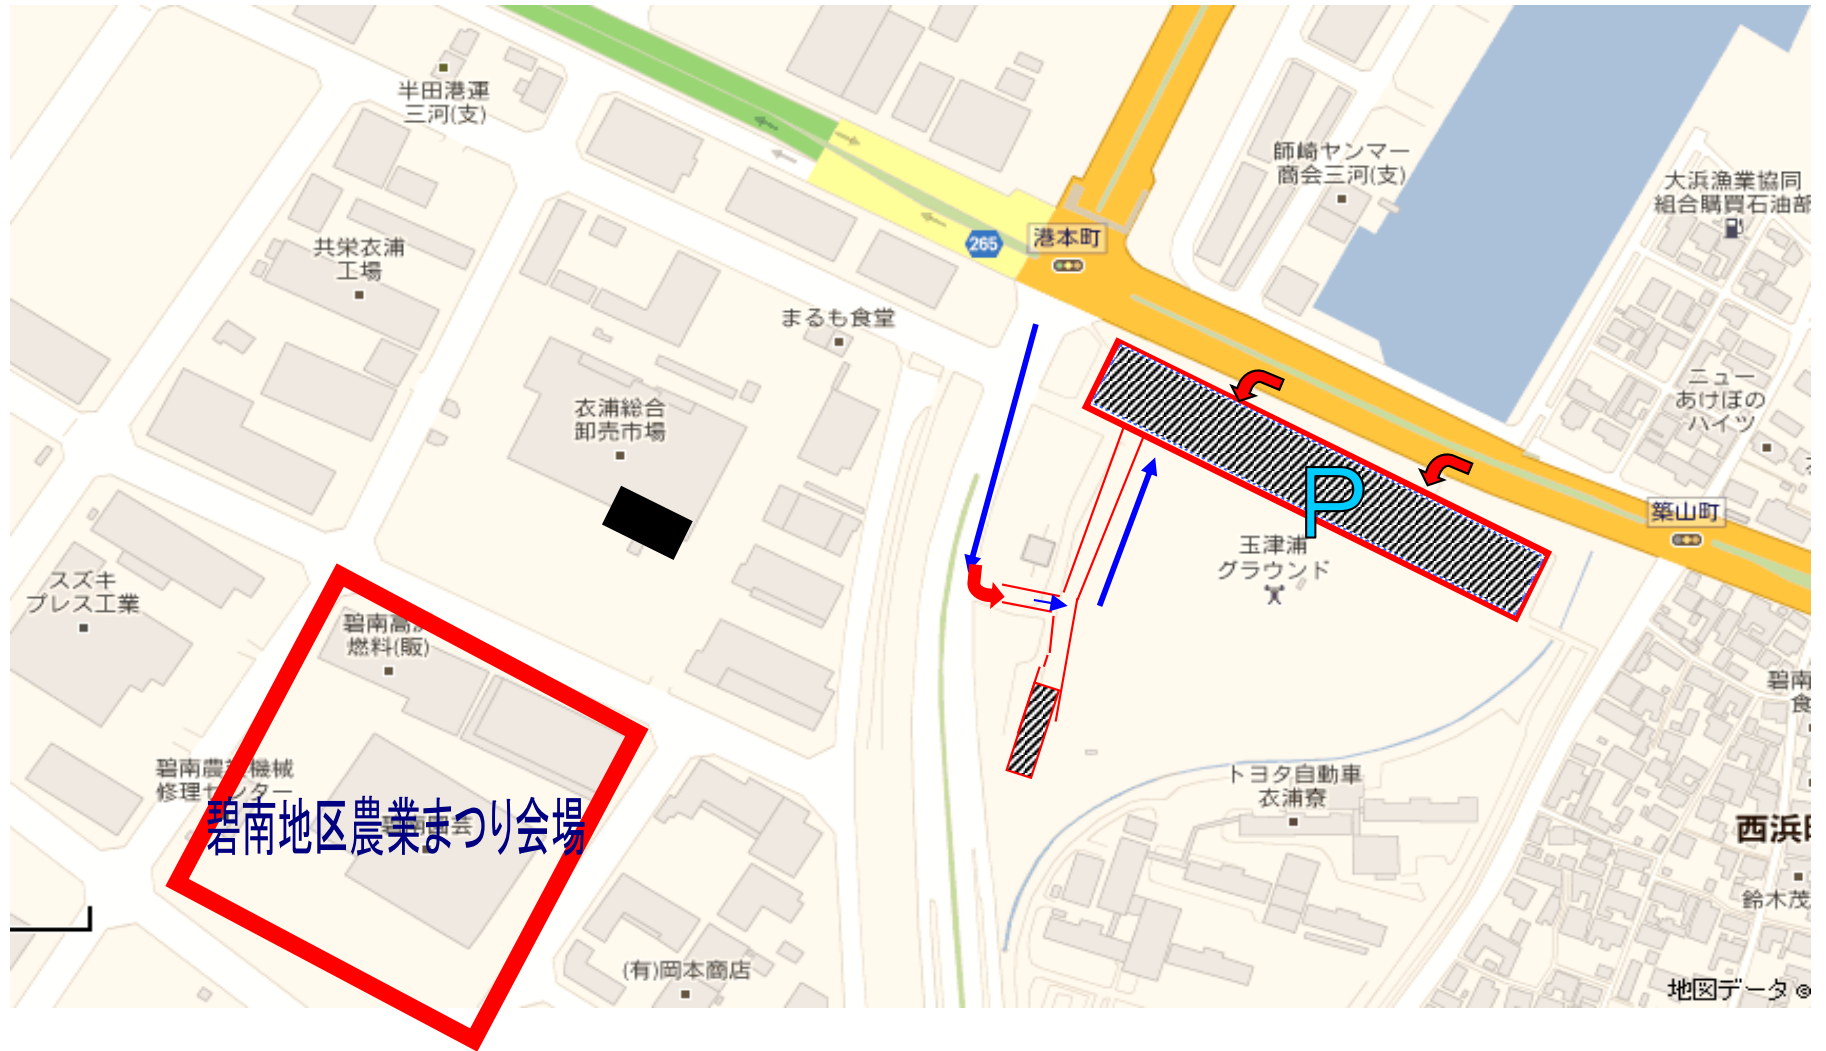 半田港運
三河(支)
師崎ヤンマー
商会三河(支)
大浜漁業協同
組合購買石油部
265
港本町
共栄衣浦
工場
まるも食堂
衣浦総合
卸売市場
ニュー
あけぼの
ハイツ
P
築山町
玉津浦
グラウンド
スズキ
プレス工業
碧南高
燃料(販)
碧南
食
碧南農 機械
修理センター
碧南地区農業まつり会場
トヨタ自動車
衣浦寮
西浜
鈴木茂
(有)岡本商店
地図データ ©